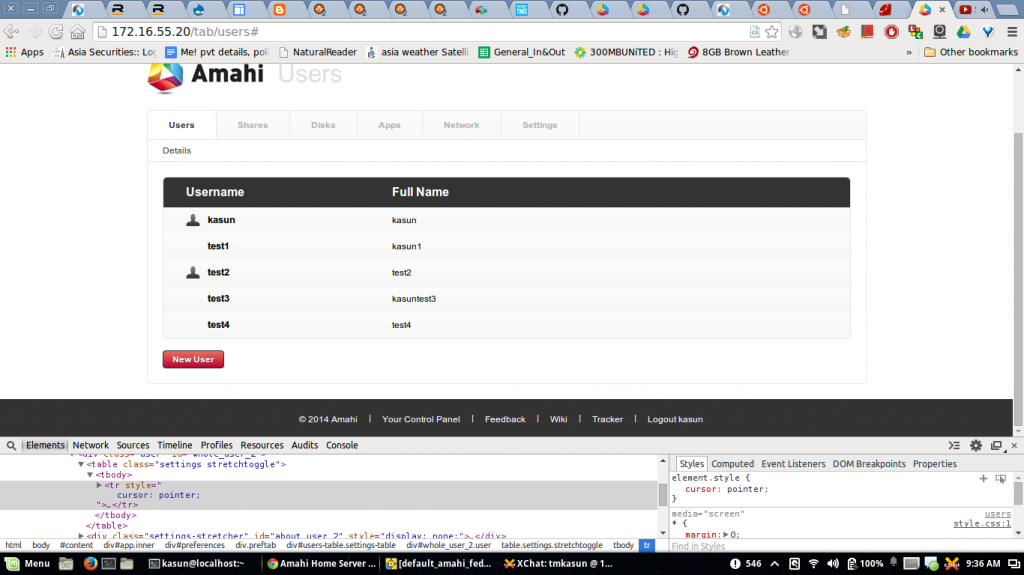 172.16.55.20/tab/users#
Apps Asia Securities:: Lo Me! pvt details, poli NaturalReader asia weather Satelli General_In&Out 300MBUNiTED : Hig 8GB Brown Leather » Other bookmarks
Amahi Users
Users Shares Disks Apps Network Settings
Details
Username Full Name
kasun kasun
test1 kasun1
test2 test2
test3 kasuntest3
test4 test4
New User
© 2014 Amahi | Your Control Panel | Feedback | Wiki | Tracker | Logout kasun
Elements Network Sources Timeline Profiles Resources Audits Console
<div class="user" id="whole_user_2">
▼<table class="settings stretchtoggle">
▼<tbody>
▶<tr style="
cursor: pointer;
">…</tr>
</tbody>
</table>
▶<div class="settings-stretcher" id="about_user_2" style="display: none;">…</div>
html body #content div#app.inner div#preferences div.preftab div#users-table.settings-table div#whole_user_2.user table.settings.stretchtoggle tbody tr
Styles Computed Event Listeners DOM Breakpoints Properties
element.style {
cursor: pointer;
}
media="screen" users
* { style.css:1
margin:▶0;
Find in Styles
Menu kasun@localhost:~ Amahi Home Server ... [default_amahi_fed... XChat: tmkasun @ 1... 546 100% 9:36 AM